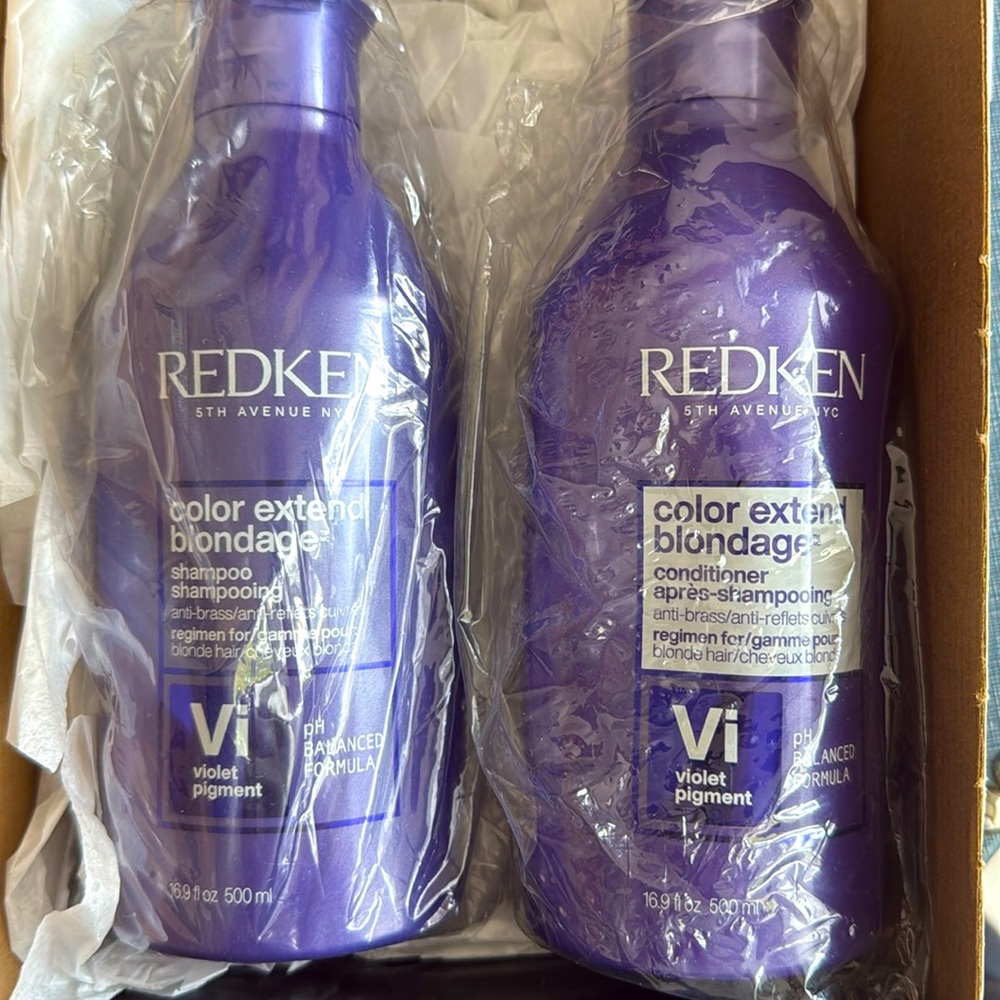 REDKEN
5TH AVENUE NY
color extend
blondage
shampoo
shampooing
anti-brass/anti-reflets cuivrés
regimen for/gamme pour
blonde hair/cheveux blonds
Vi
violet
pigment
pH
BALANCED
FORMULA
16.9 fl oz 500 ml
REDKEN
5TH AVENUE NYC
color extend
blondage
conditioner
après-shampooing
anti-brass/anti-reflets cuivrés
regimen for/gamme pour
blonde hair/cheveux blonds
Vi
violet
pigment
pH
BALANCED
FORMULA
16.9 fl oz 500 ml